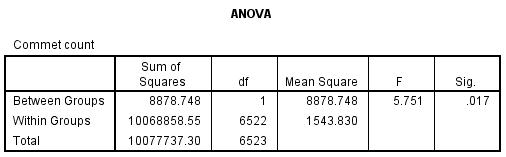 ANOVA
Commet count
Sum of Squares df Mean Square F Sig.
Between Groups 8878.748 1 8878.748 5.751 .017
Within Groups 10068858.55 6522 1543.830
Total 10077737.30 6523